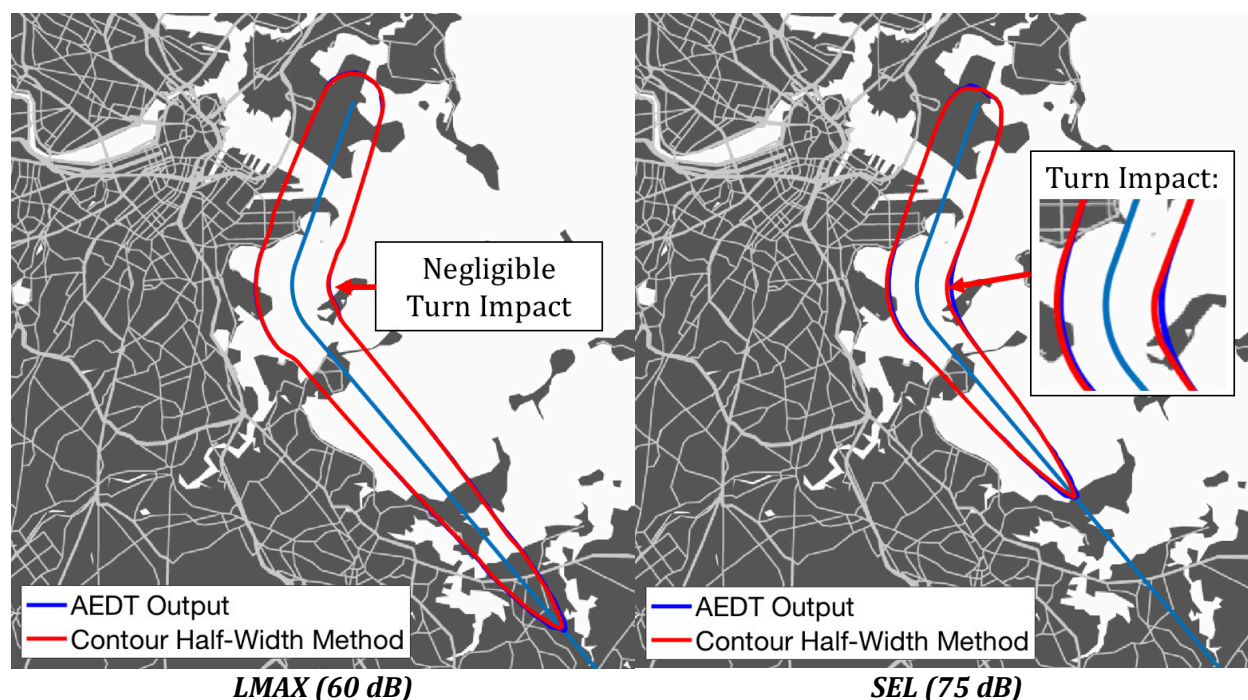 Negligible
Turn Impact
AEDT Output
Contour Half-Width Method
LMAX (60 dB)
Turn Impact:
AEDT Output
Contour Half-Width Method
SEL (75 dB)